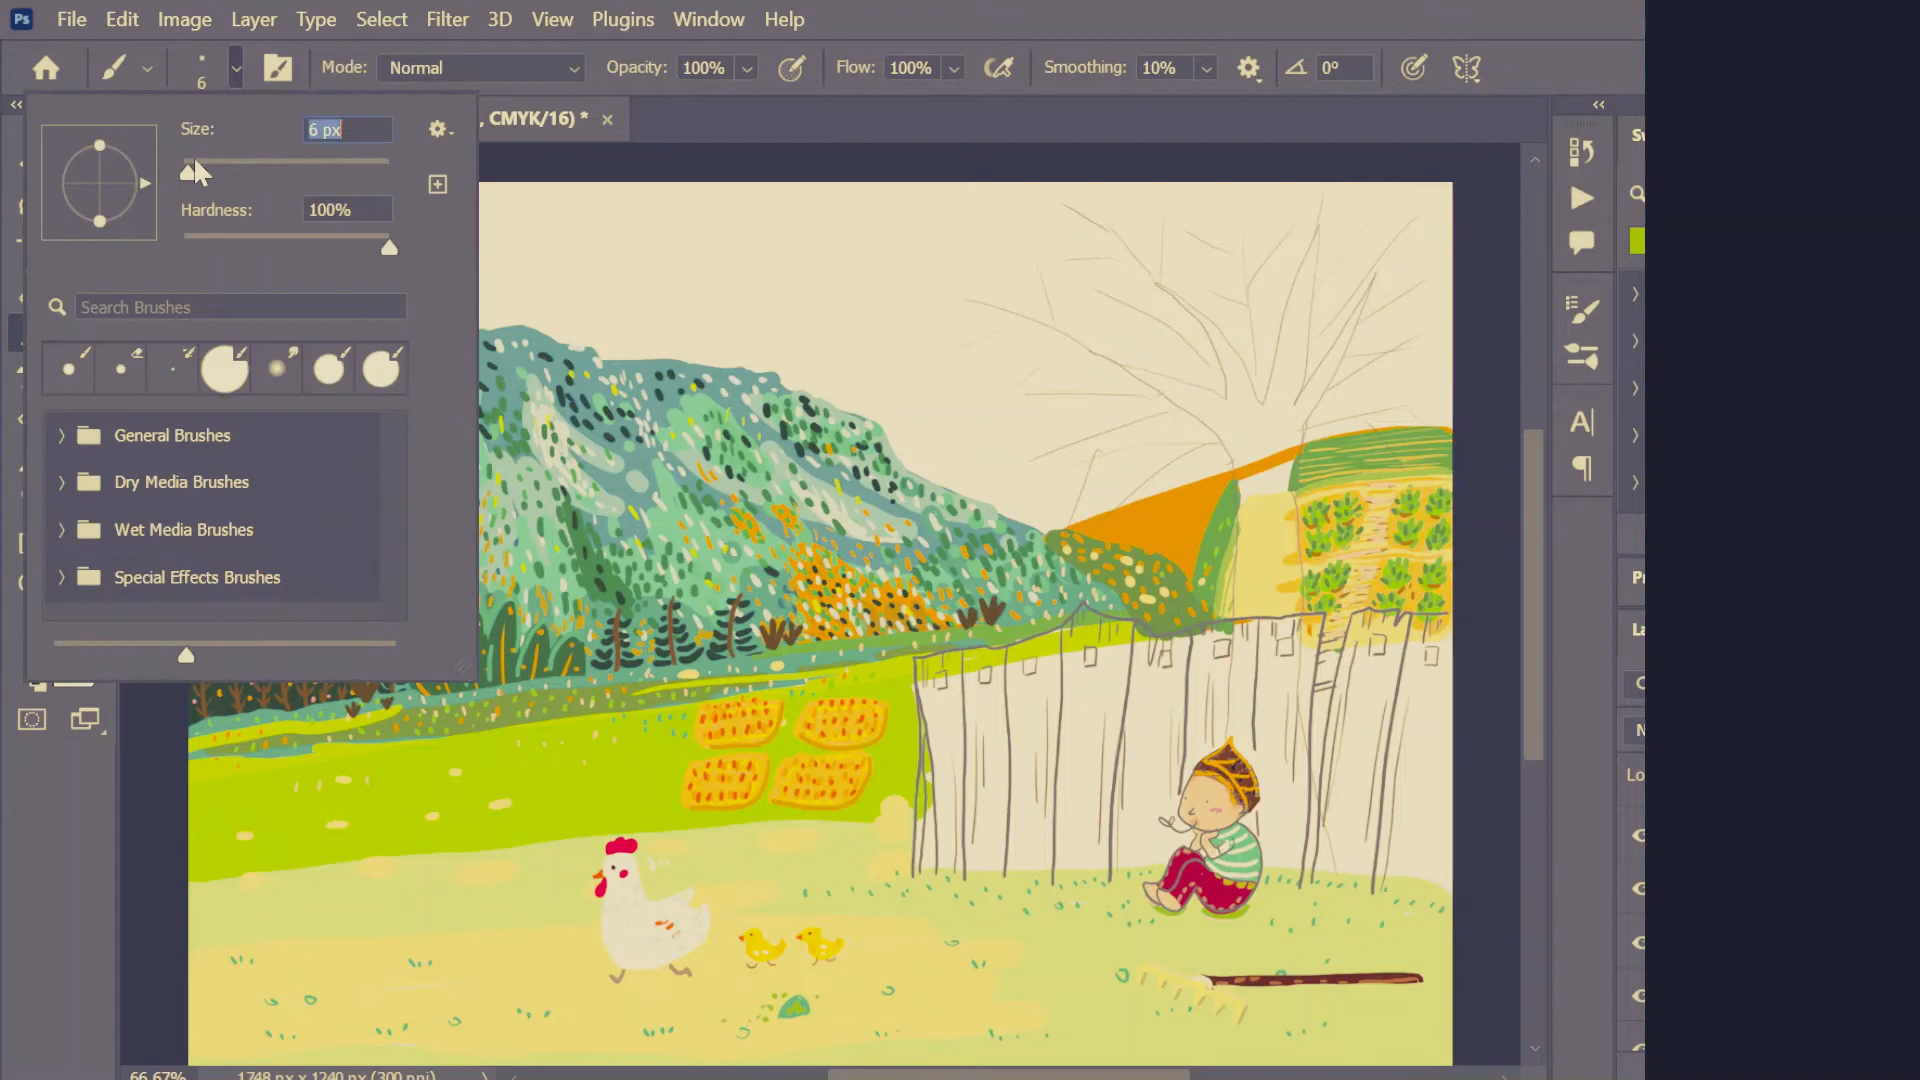 Ps File Edit Image Layer Type Select Filter 3D View Plugins Window Help
6 Mode: Normal Opacity: 100% Flow: 100% Smoothing: 10% 0°
, CMYK/16) * ×
Size: 6 px
Hardness: 100%
Search Brushes
General Brushes
Dry Media Brushes
Wet Media Brushes
Special Effects Brushes
66.67% 1748 px x 1240 px (300 ppi)